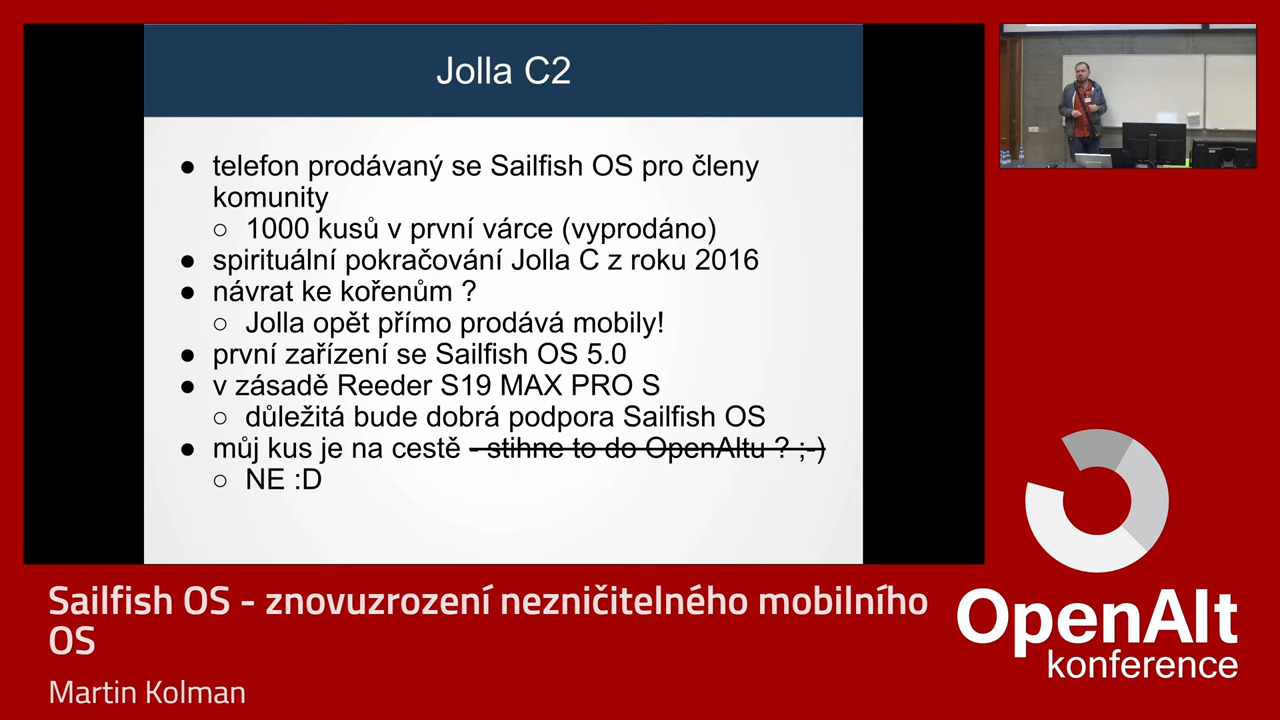 Jolla C2
● telefon prodávaný se Sailfish OS pro členy
komunity
○ 1000 kusů v první várce (vyprodáno)
● spirituální pokračování Jolla C z roku 2016
● návrat ke kořenům ?
○ Jolla opět přímo prodává mobily!
● první zařízení se Sailfish OS 5.0
● v zásadě Reeder S19 MAX PRO S
○ důležitá bude dobrá podpora Sailfish OS
● můj kus je na cestě - stihne to do OpenAltu ? ;-)
○ NE :D
Sailfish OS - znovuzrození nezničitelného mobilního
OS
Martin Kolman
OpenAlt
konference